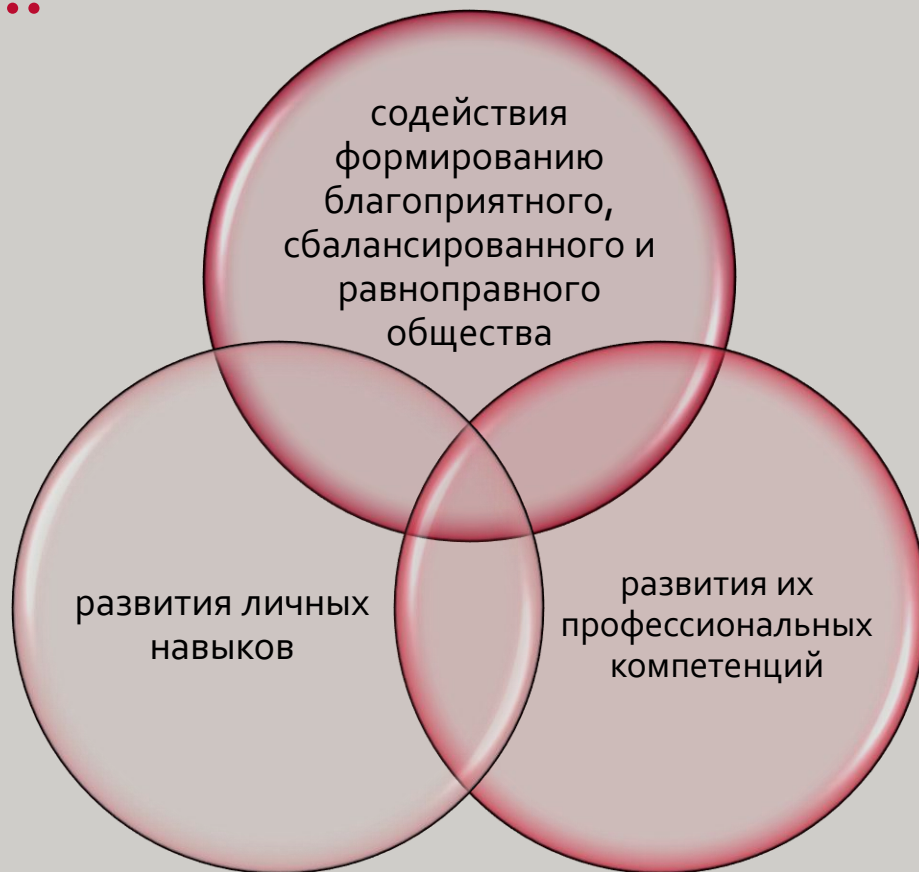 содействия
формированию
благоприятного,
сбалансированного и
равноправного
общества
развития личных
навыков
развития их
профессиональных
компетенций